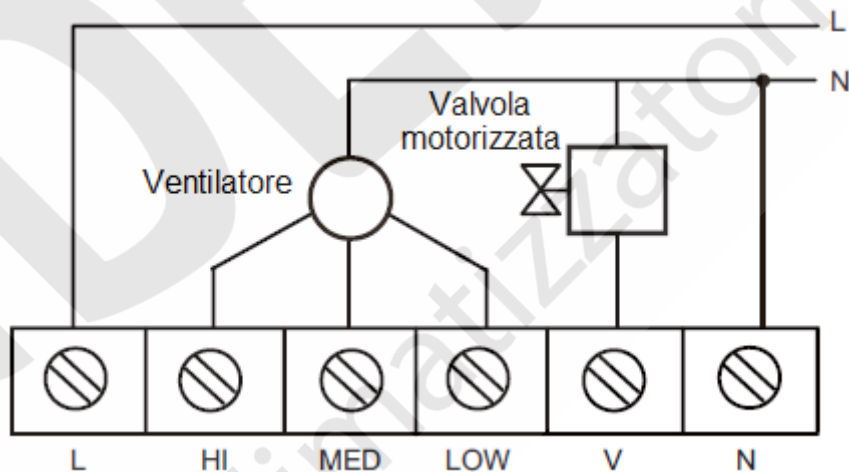 L
N
Valvola
motorizzata
Ventilatore
L HI MED LOW V N